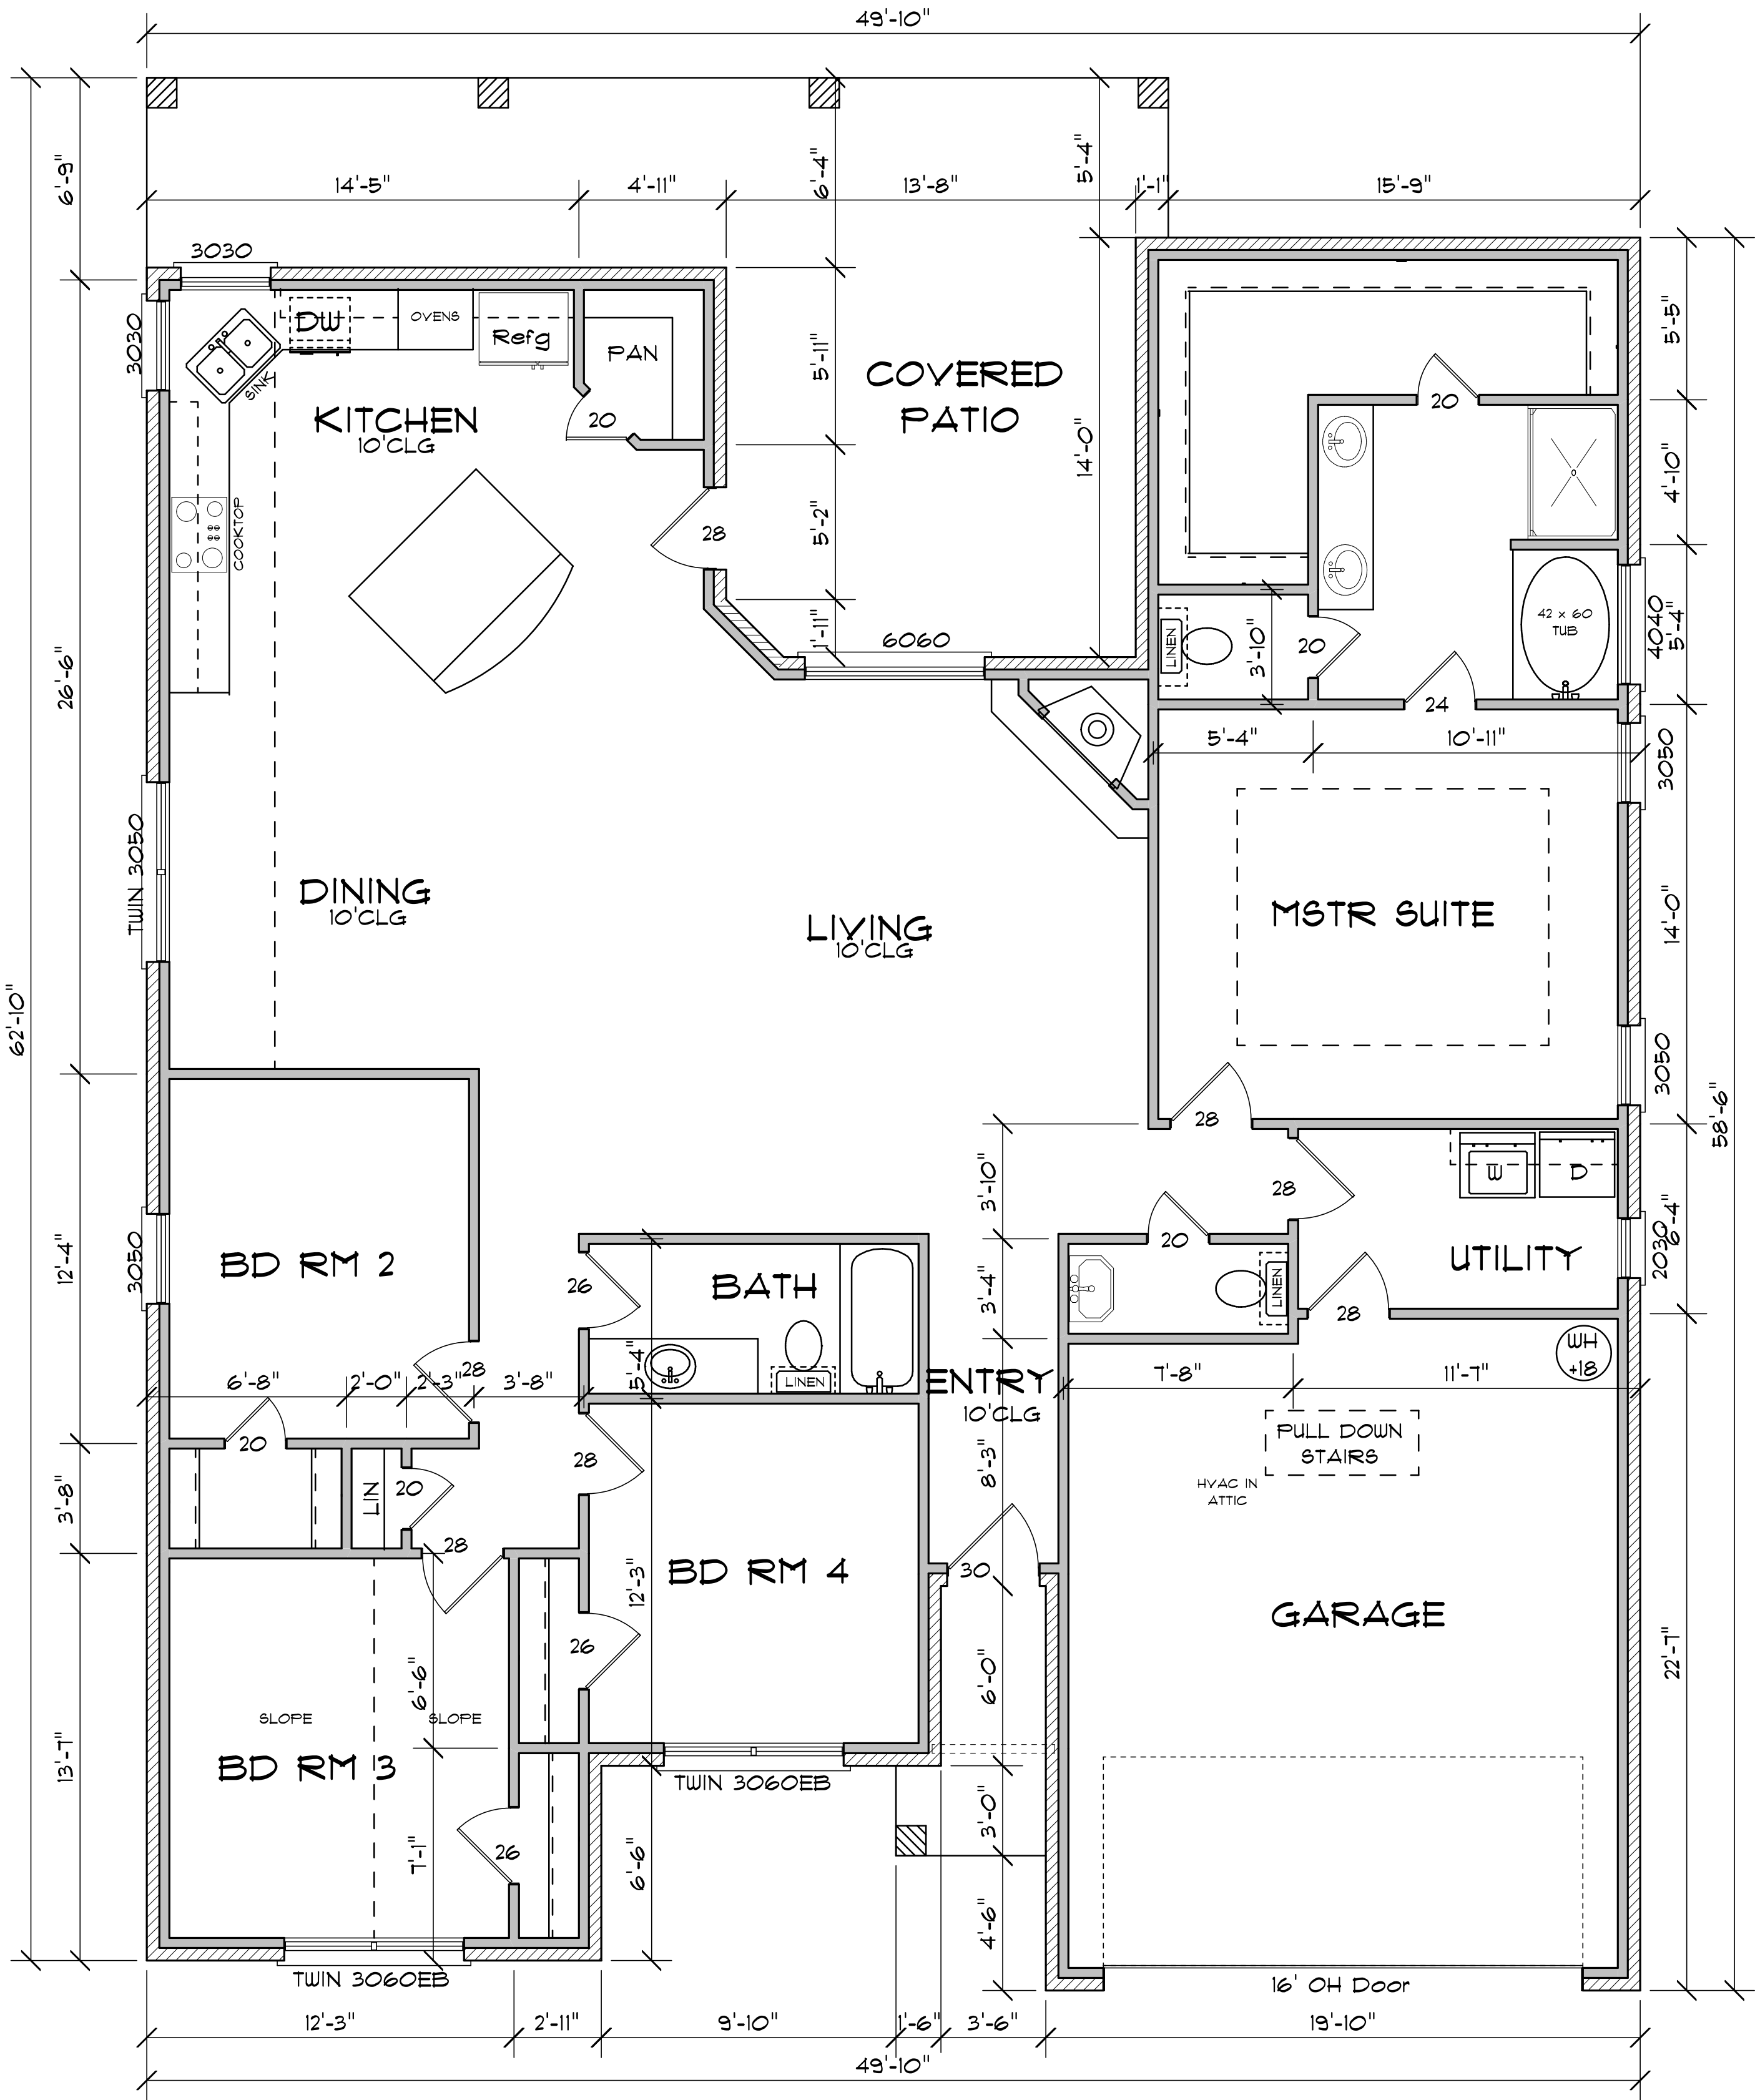 49'-10"
6'-9"
14'-5"
4'-11"
6'-4"
13'-8"
5'-4"
1'-1"
15'-9"
3030
3030
DW
OVENS
Refg
PAN
SINK
KITCHEN
10'CLG
20
COOKTOP
28
5'-11"
5'-2"
1'-11"
COVERED
PATIO
14'-0"
6060
20
5'-5"
4'-10"
42 x 60
TUB
4040
5'-4"
LINEN
3'-10"
20
24
5'-4"
10'-11"
3050
26'-6"
TWIN 3050
DINING
10'CLG
LIVING
10'CLG
MSTR SUITE
14'-0"
3050
62'-10"
58'-6"
28
3'-10"
28
W
D
20
UTILITY
2030
6'-4"
12'-4"
3050
BD RM 2
26
BATH
3'-4"
LINEN
28
WH
+18
5'-4"
LINEN
28
6'-8"
2'-0"
2'-3"
3'-8"
ENTRY
10'CLG
7'-8"
11'-7"
PULL DOWN
STAIRS
20
28
8'-3"
HVAC IN
ATTIC
3'-8"
LIN
20
28
BD RM 4
12'-3"
30
GARAGE
26
6'-6"
6'-0"
22'-7"
SLOPE
SLOPE
BD RM 3
13'-7"
TWIN 3060EB
3'-0"
7'-1"
26
6'-6"
4'-6"
TWIN 3060EB
16' OH Door
12'-3"
2'-11"
9'-10"
1'-6"
3'-6"
19'-10"
49'-10"